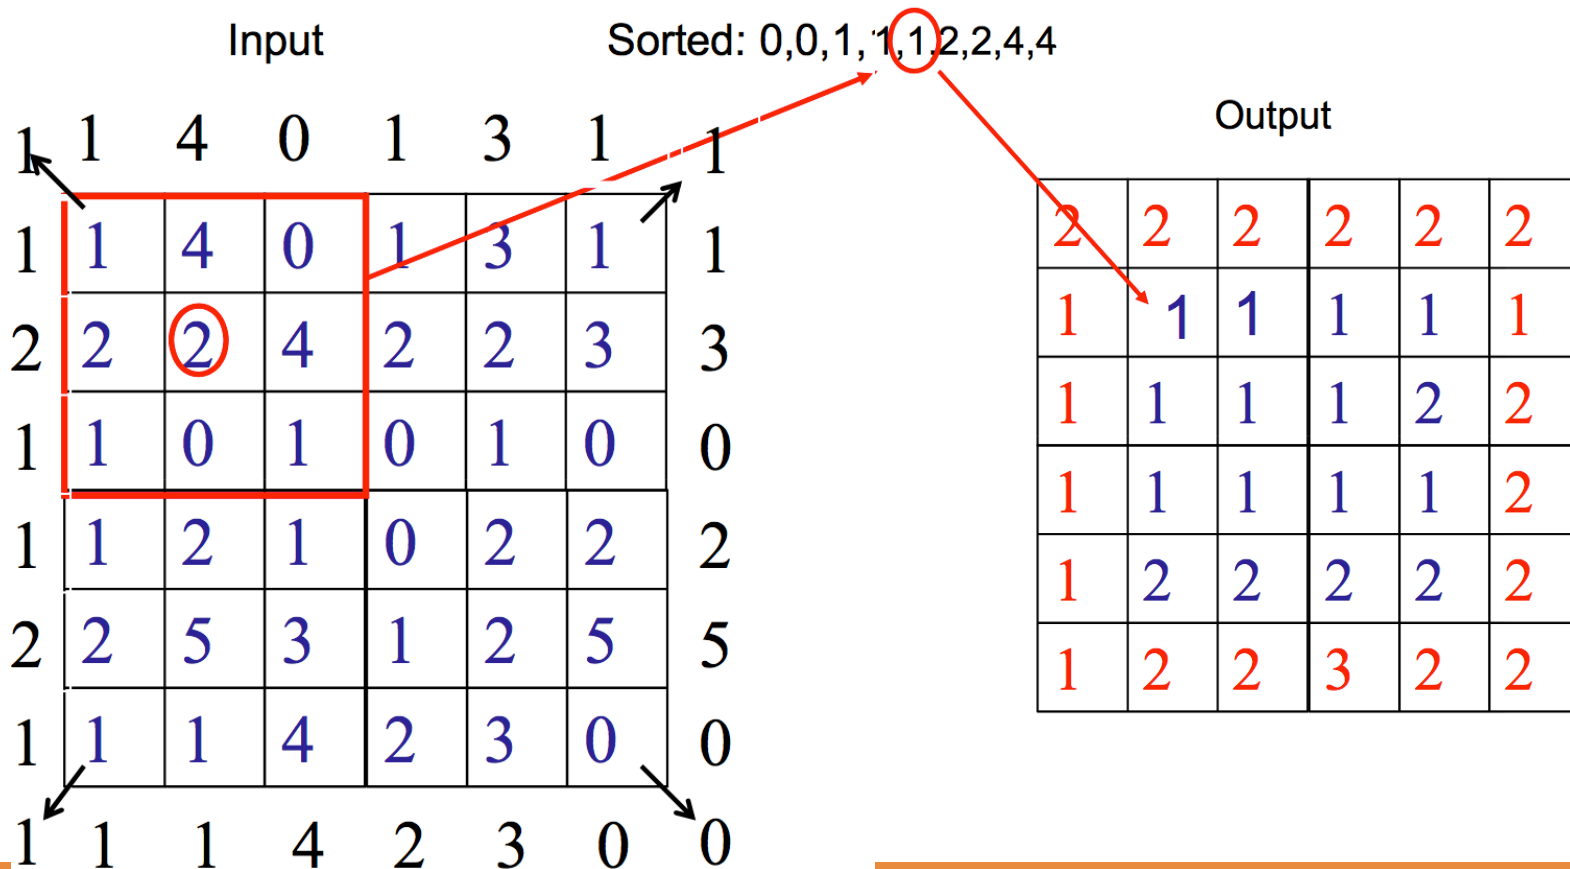 Input
Sorted: 0,0,1,1,1,2,2,4,4
Output
1 1 4 0 1 3 1 1
1 1 4 0 1 3 1 1
2 2 2 4 2 2 3 3
1 1 0 1 0 1 0 0
1 1 2 1 0 2 2 2
2 2 5 3 1 2 5 5
1 1 1 4 2 3 0 0
1 1 1 4 2 3 0 0
2 2 2 2 2 2
1 1 1 1 1 1
1 1 1 1 2 2
1 1 1 1 1 2
1 2 2 2 2 2
1 2 2 3 2 2